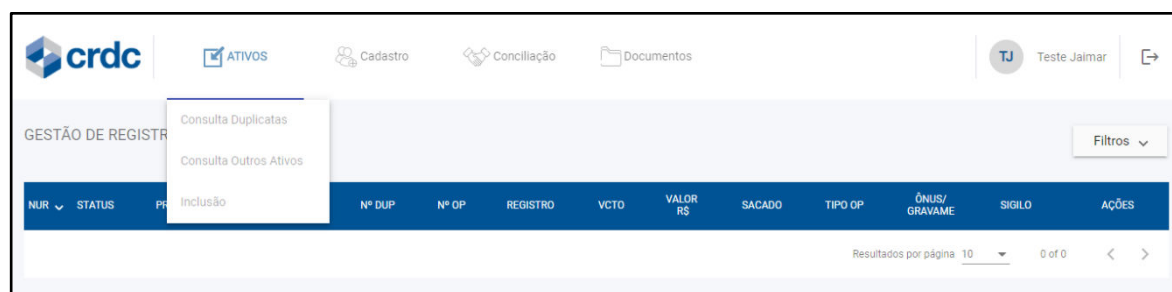 crdc
ATIVOS
Cadastro
Conciliação
Documentos
TJ
Teste Jaimar
Consulta Duplicatas
Consulta Outros Ativos
Inclusão
GESTÃO DE REGISTR
Filtros
NUR STATUS PR Nº DUP Nº OP REGISTRO VCTO VALOR R$ SACADO TIPO OP ÔNUS/ GRAVAME SIGILO AÇÕES
Resultados por página 10 0 of 0